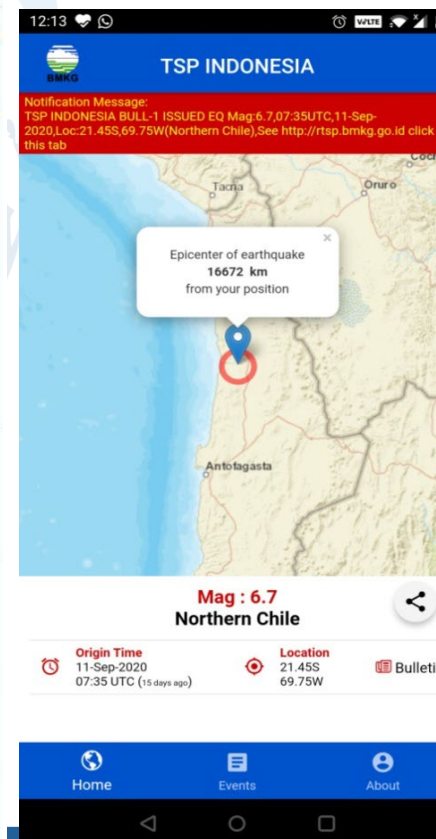 12:13
VoLTE
BMKG
TSP INDONESIA
Notification Message:
TSP INDONESIA BULL-1 ISSUED EQ Mag:6.7,07:35UTC,11-Sep-
2020,Loc:21.45S,69.75W(Northern Chile),See http://rtsp.bmkg.go.id click
this tab
Coch
Tacna
Oruro
Epicenter of earthquake
16672 km
from your position
Antofagasta
Mag : 6.7
Northern Chile
Origin Time
11-Sep-2020
07:35 UTC (15 days ago)
Location
21.45S
69.75W
Bulleti
Home
Events
About